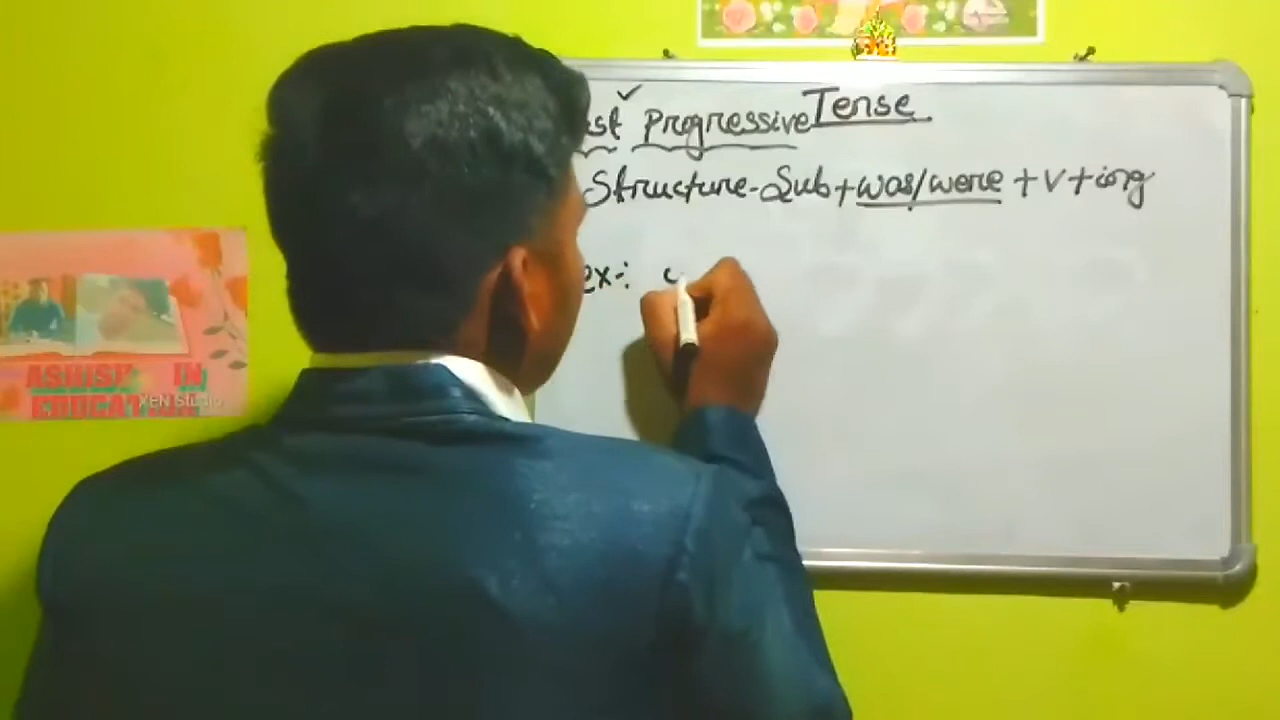 st Progressive Tense
Structure-Sub+was/were+V+ing
ex-:
ASHISH IN
EDUCATION
XEN Studio